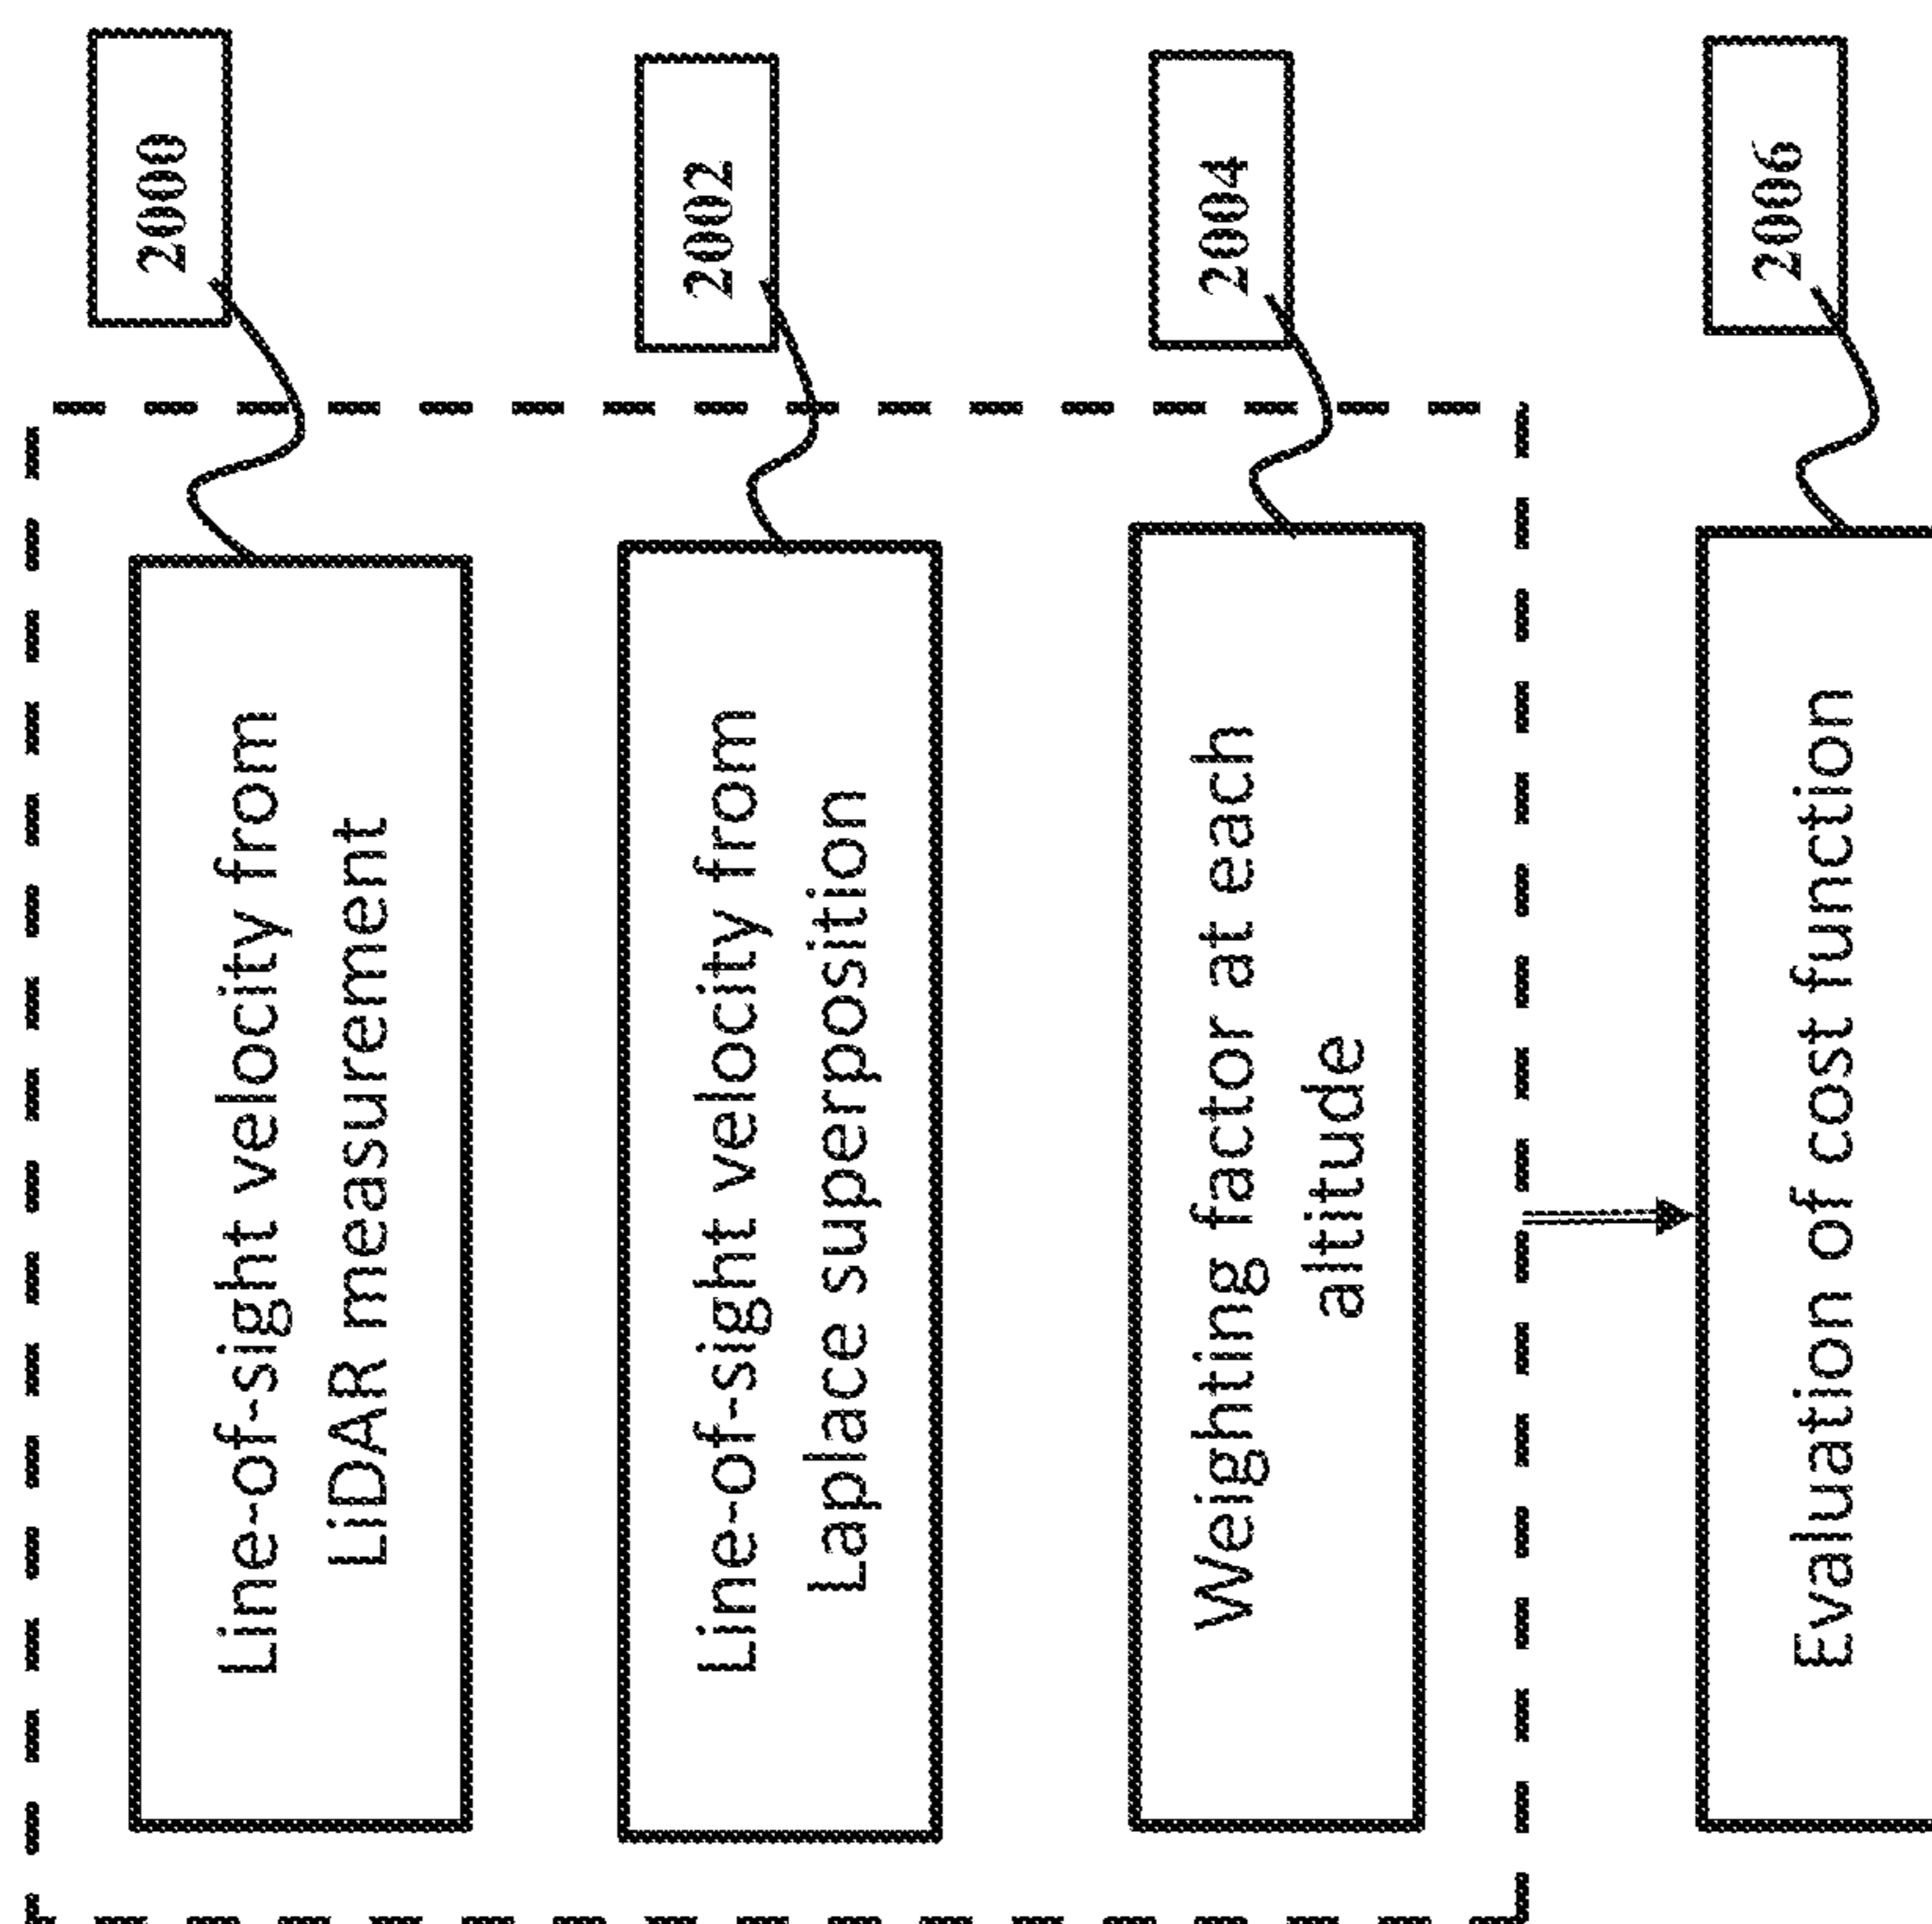 Line-of-sight velocity from
LiDAR measurement
2000
Line-of-sight velocity from
Laplace superposition
2002
Weighting factor at each
altitude
2004
Evaluation of cost function
2006